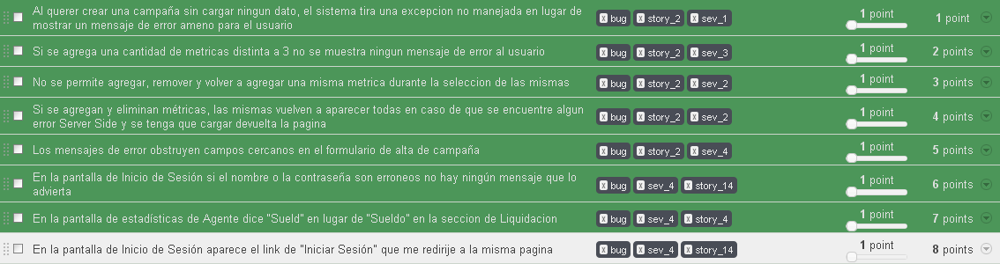 Al querer crear una campaña sin cargar ningun dato, el sistema tira una excepcion no manejada en lugar de
mostrar un mensaje de error ameno para el usuario
x bug x story_2 x sev_1
1 point
1 point
Si se agrega una cantidad de metricas distinta a 3 no se muestra ningun mensaje de error al usuario
x bug x story_2 x sev_3
1 point
2 points
No se permite agregar, remover y volver a agregar una misma metrica durante la seleccion de las mismas
x bug x story_2 x sev_2
1 point
3 points
Si se agregan y eliminan métricas, las mismas vuelven a aparecer todas en caso de que se encuentre algun
error Server Side y se tenga que cargar devuelta la pagina
x bug x story_2 x sev_2
1 point
4 points
Los mensajes de error obstruyen campos cercanos en el formulario de alta de campaña
x bug x story_2 x sev_4
1 point
5 points
En la pantalla de Inicio de Sesión si el nombre o la contraseña son erroneos no hay ningún mensaje que lo
advierta
x bug x sev_4 x story_14
1 point
6 points
En la pantalla de estadísticas de Agente dice "Sueld" en lugar de "Sueldo" en la seccion de Liquidacion
x bug x sev_4 x story_4
1 point
7 points
En la pantalla de Inicio de Sesión aparece el link de "Iniciar Sesión" que me redirije a la misma pagina
x bug x sev_4 x story_14
1 point
8 points